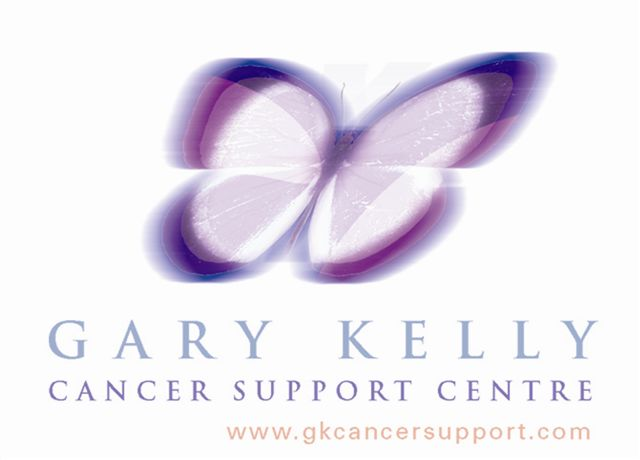 GARY KELLY
CANCER SUPPORT CENTRE
www.gkcancersupport.com